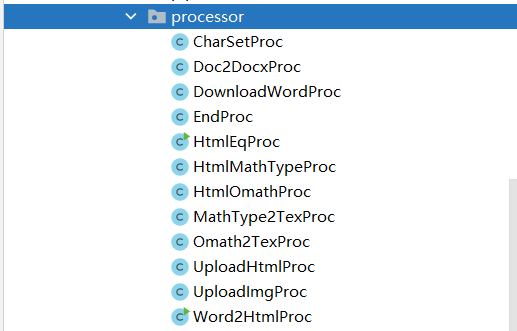 processor
CharSetProc
Doc2DocxProc
DownloadWordProc
EndProc
HtmlEqProc
HtmlMathTypeProc
HtmlOmathProc
MathType2TexProc
Omath2TexProc
UploadHtmlProc
UploadImgProc
Word2HtmlProc